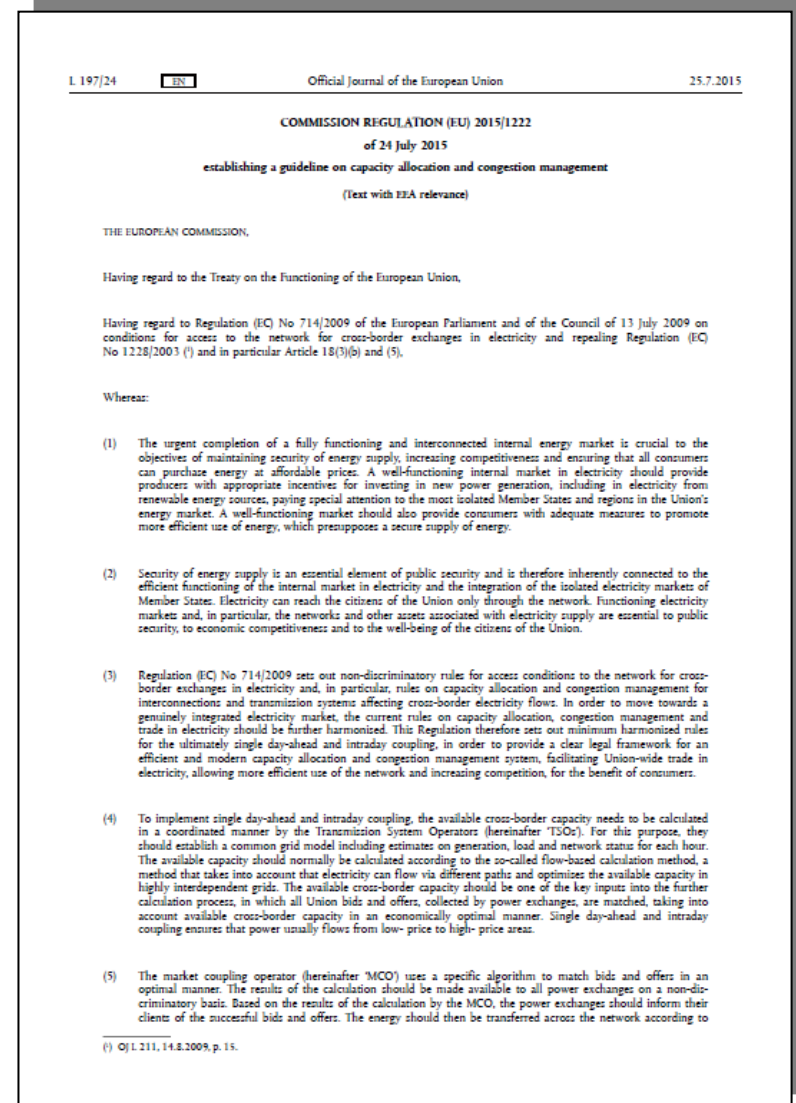 L 197/24 EN Official Journal of the European Union 25.7.2015
COMMISSION REGULATION (EU) 2015/1222
of 24 July 2015
establishing a guideline on capacity allocation and congestion management
(Text with EEA relevance)
THE EUROPEAN COMMISSION,
Having regard to the Treaty on the Functioning of the European Union,
Having regard to Regulation (EC) No 714/2009 of the European Parliament and of the Council of 13 July 2009 on
conditions for access to the network for cross-border exchanges in electricity and repealing Regulation (EC)
No 1228/2003 (¹) and in particular Article 18(3)(b) and (5),
Whereas:
(1) The urgent completion of a fully functioning and interconnected internal energy market is crucial to the
objectives of maintaining security of energy supply, increasing competitiveness and ensuring that all consumers
can purchase energy at affordable prices. A well-functioning internal market in electricity should provide
producers with appropriate incentives for investing in new power generation, including in electricity from
renewable energy sources, paying special attention to the most isolated Member States and regions in the Union's
energy market. A well-functioning market should also provide consumers with adequate measures to promote
more efficient use of energy, which presupposes a secure supply of energy.
(2) Security of energy supply is an essential element of public security and is therefore inherently connected to the
efficient functioning of the internal market in electricity and the integration of the isolated electricity markets of
Member States. Electricity can reach the citizens of the Union only through the network. Functioning electricity
markets and, in particular, the networks and other assets associated with electricity supply are essential to public
security, to economic competitiveness and to the well-being of the citizens of the Union.
(3) Regulation (EC) No 714/2009 sets out non-discriminatory rules for access conditions to the network for cross-
border exchanges in electricity and, in particular, rules on capacity allocation and congestion management for
interconnections and transmission systems affecting cross-border electricity flows. In order to move towards a
genuinely integrated electricity market, the current rules on capacity allocation, congestion management and
trade in electricity should be further harmonised. This Regulation therefore sets out minimum harmonised rules
for the ultimately single day-ahead and intraday coupling, in order to provide a clear legal framework for an
efficient and modern capacity allocation and congestion management system, facilitating Union-wide trade in
electricity, allowing more efficient use of the network and increasing competition, for the benefit of consumers.
(4) To implement single day-ahead and intraday coupling, the available cross-border capacity needs to be calculated
in a coordinated manner by the Transmission System Operators (hereinafter 'TSOs'). For this purpose, they
should establish a common grid model including estimates on generation, load and network status for each hour.
The available capacity should normally be calculated according to the so-called flow-based calculation method, a
method that takes into account that electricity can flow via different paths and optimises the available capacity in
highly interdependent grids. The available cross-border capacity should be one of the key inputs into the further
calculation process, in which all Union bids and offers, collected by power exchanges, are matched, taking into
account available cross-border capacity in an economically optimal manner. Single day-ahead and intraday
coupling ensures that power usually flows from low- price to high- price areas.
(5) The market coupling operator (hereinafter 'MCO') uses a specific algorithm to match bids and offers in an
optimal manner. The results of the calculation should be made available to all power exchanges on a non-dis-
criminatory basis. Based on the results of the calculation by the MCO, the power exchanges should inform their
clients of the successful bids and offers. The energy should then be transferred across the network according to
(¹) OJ L 211, 14.8.2009, p. 15.